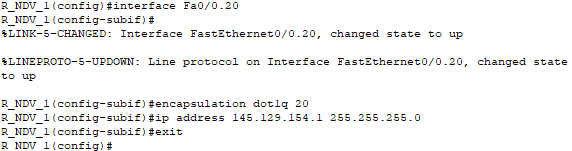 R_NDV_1(config)#interface Fa0/0.20
R_NDV_1(config-subif)#
%LINK-5-CHANGED: Interface FastEthernet0/0.20, changed state to up
%LINEPROTO-5-UPDOWN: Line protocol on Interface FastEthernet0/0.20, changed state
to up
R_NDV_1(config-subif)#encapsulation dot1q 20
R_NDV_1(config-subif)#ip address 145.129.154.1 255.255.255.0
R_NDV_1(config-subif)#exit
R_NDV_1(config)#